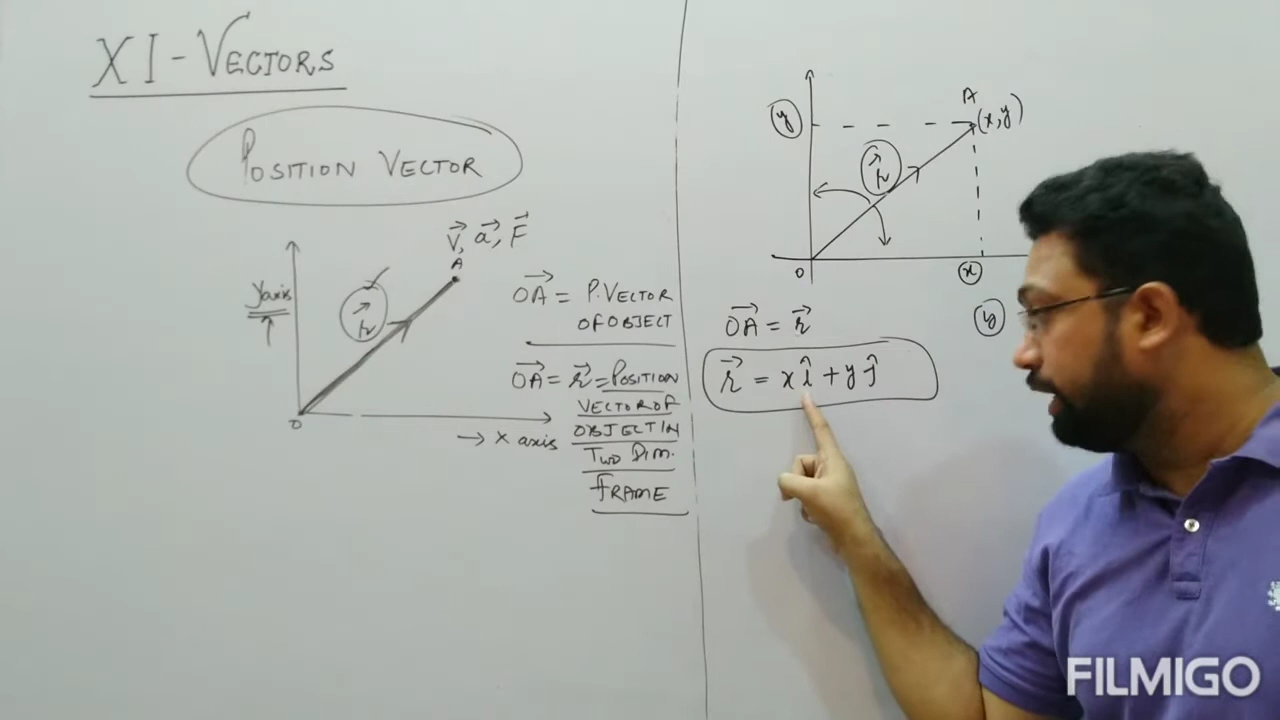 XI - VECTORS
POSITION VECTOR
V⃗, a⃗, F⃗
A
y axis
r⃗
O
→ X axis
OA⃗ = P. VECTOR
OF OBJECT
OA⃗ = r⃗ = POSITION
VECTOR OF
OBJECT IN
TWO DIM.
FRAME
A
y
(x,y)
r⃗
O
x
y
OA⃗ = r⃗
r⃗ = x î + y ĵ
FILMIGO